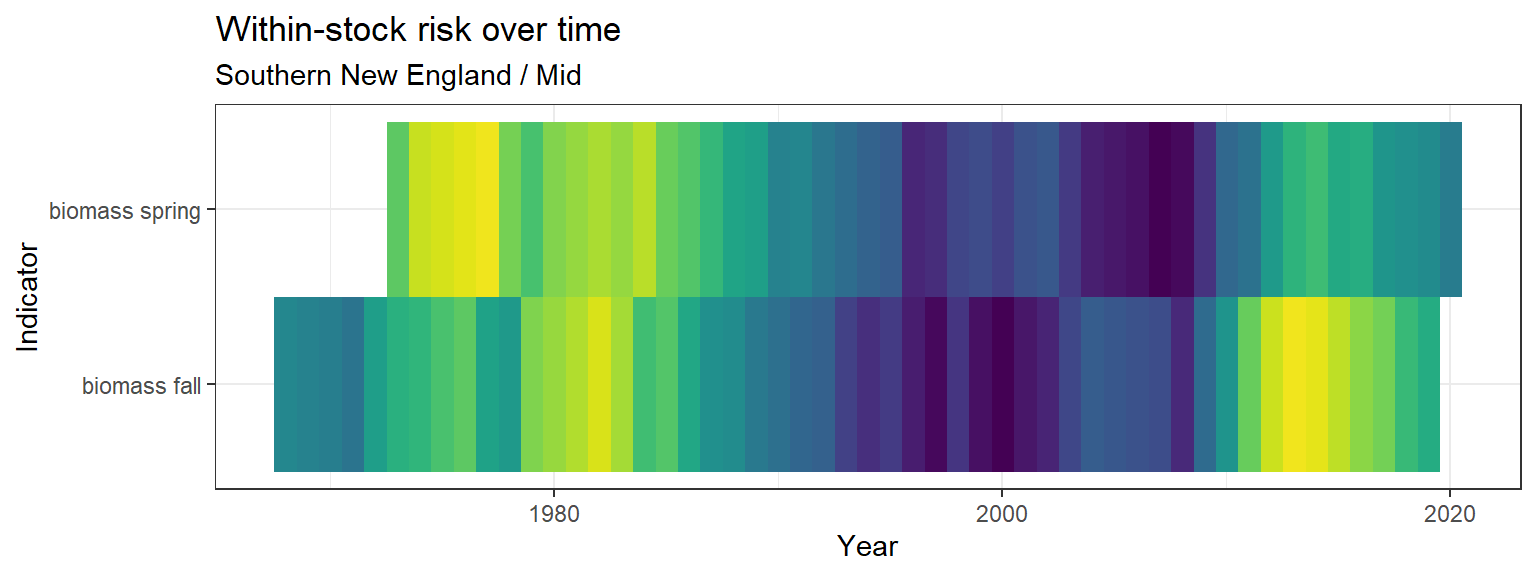 Within-stock risk over time
Southern New England / Mid
Indicator
biomass spring
biomass fall
1980
2000
2020
Year